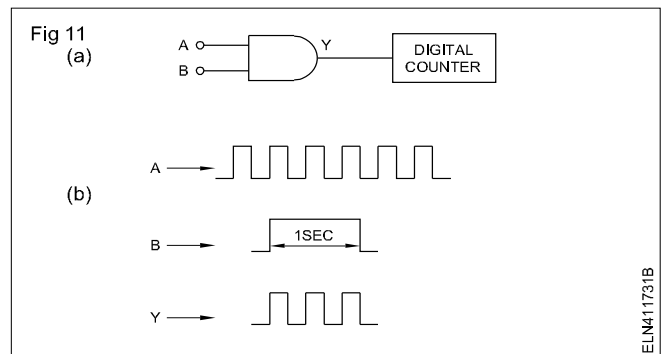 Fig 11
(a)
A
B
Y
DIGITAL
COUNTER
(b)
A
B
1SEC
Y
ELN411731B